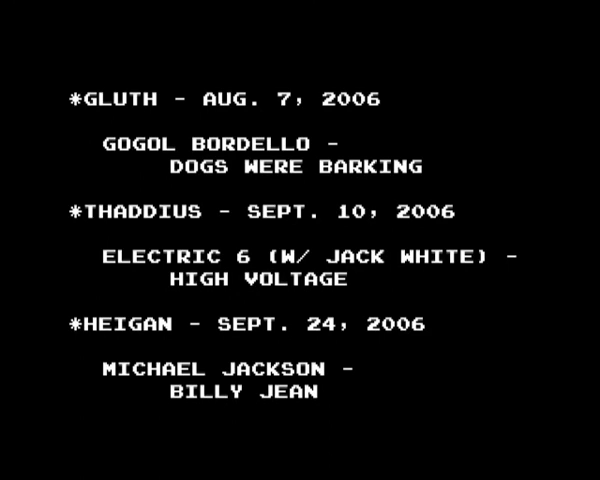 *GLUTH - AUG. 7, 2006
GOGOL BORDELLO -
DOGS WERE BARKING
*THADDIUS - SEPT. 10, 2006
ELECTRIC 6 (W/ JACK WHITE) -
HIGH VOLTAGE
*HEIGAN - SEPT. 24, 2006
MICHAEL JACKSON -
BILLY JEAN